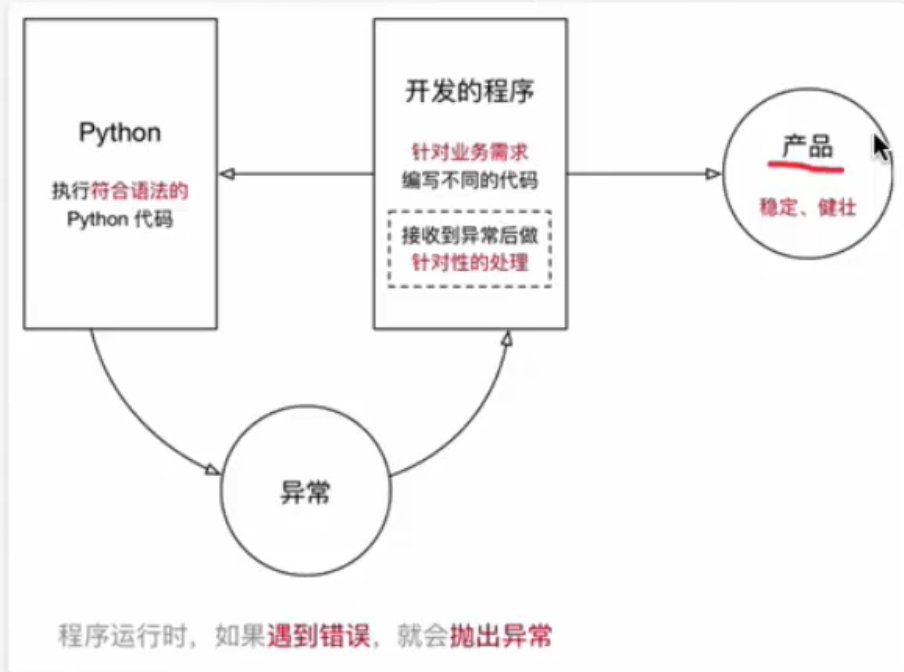 Python
执行符合语法的
Python 代码
开发的程序
针对业务需求
编写不同的代码
接收到异常后做
针对性的处理
产品
稳定、健壮
异常
程序运行时，如果遇到错误，就会抛出异常